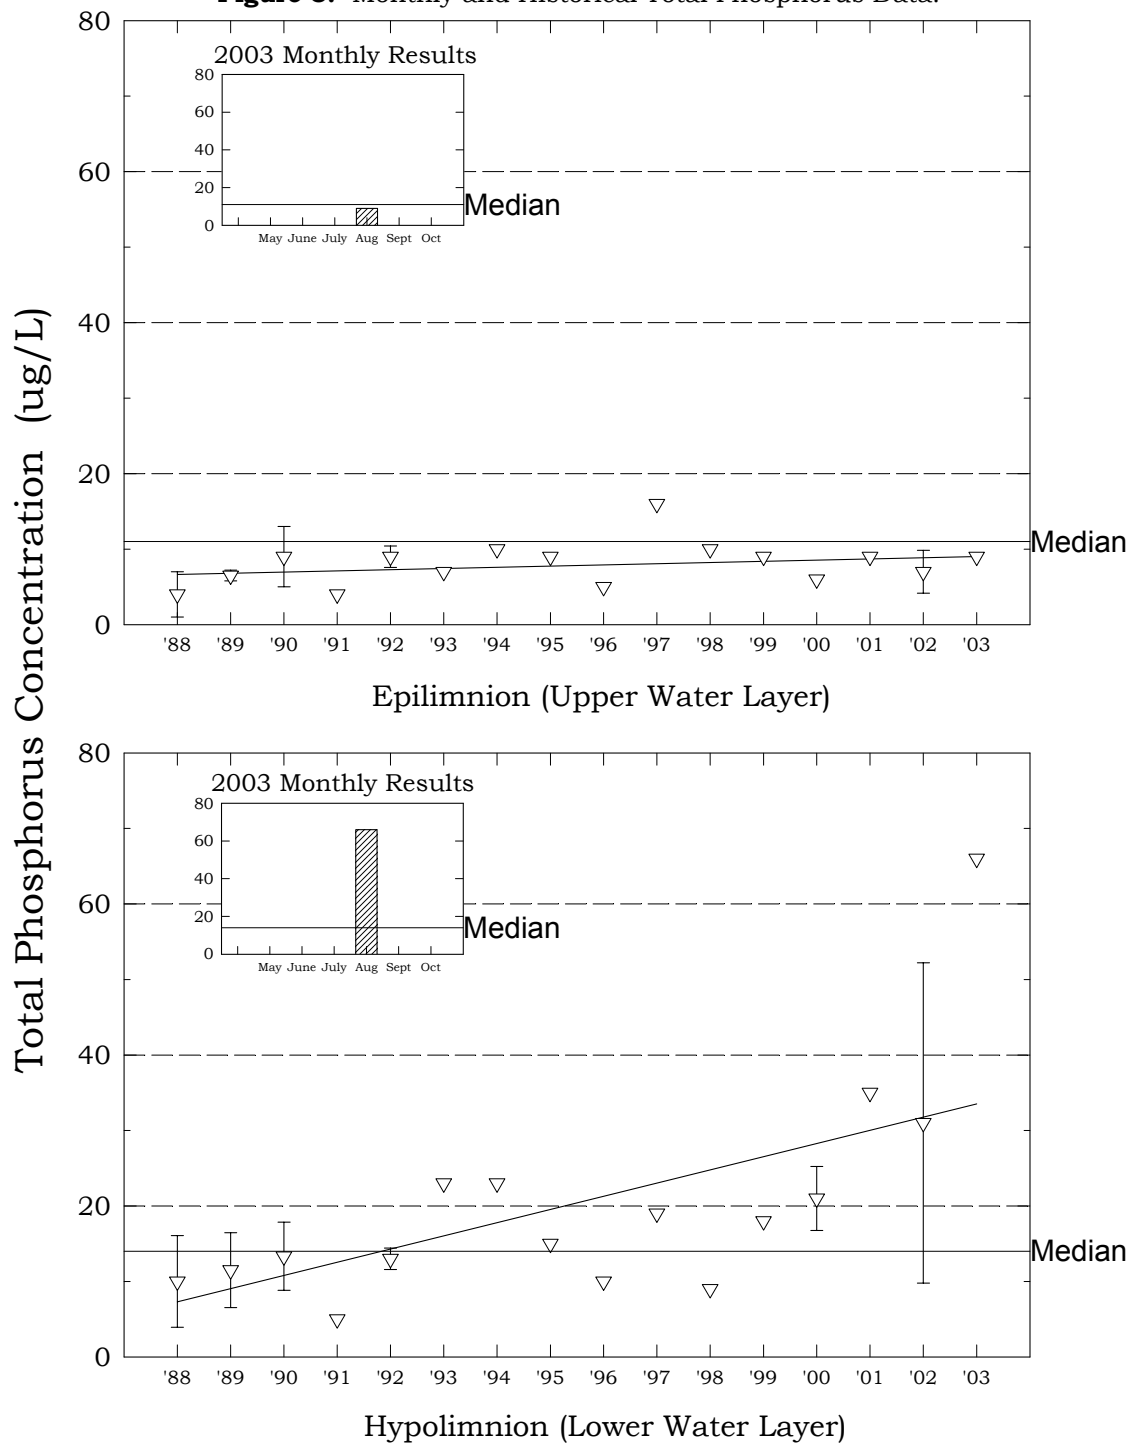 Figure 8. Monthly and Historical Total Phosphorus Data.
Total Phosphorus Concentration (ug/L)
80
60
40
20
0
2003 Monthly Results
80
60
40
20
0
May June July Aug Sept Oct
Median
Median
'88 '89 '90 '91 '92 '93 '94 '95 '96 '97 '98 '99 '00 '01 '02 '03
Epilimnion (Upper Water Layer)
80
60
40
20
0
2003 Monthly Results
80
60
40
20
0
May June July Aug Sept Oct
Median
Median
'88 '89 '90 '91 '92 '93 '94 '95 '96 '97 '98 '99 '00 '01 '02 '03
Hypolimnion (Lower Water Layer)